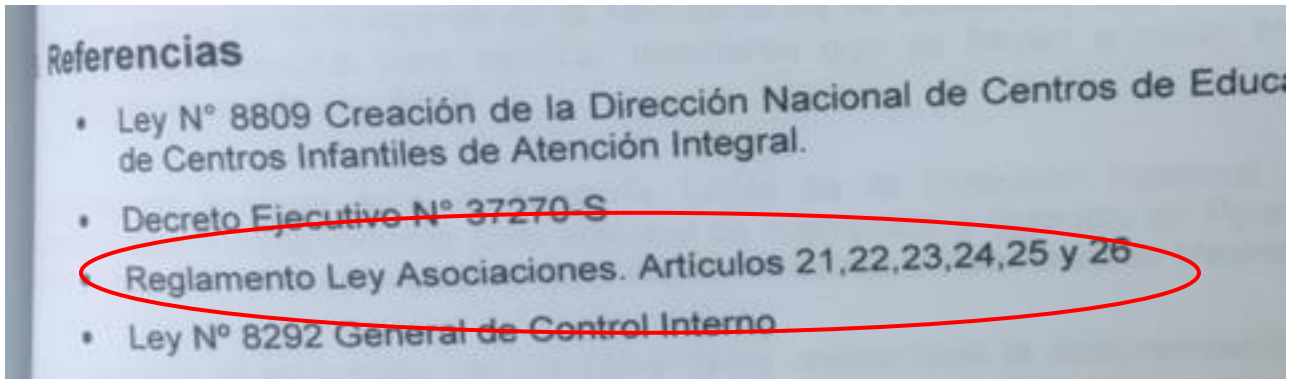 Referencias
• Ley N° 8809 Creación de la Dirección Nacional de Centros de Educa
de Centros Infantiles de Atención Integral.
• Decreto Ejecutivo N° 37270-S
• Reglamento Ley Asociaciones. Artículos 21,22,23,24,25 y 26
• Ley Nº 8292 General de Control Interno